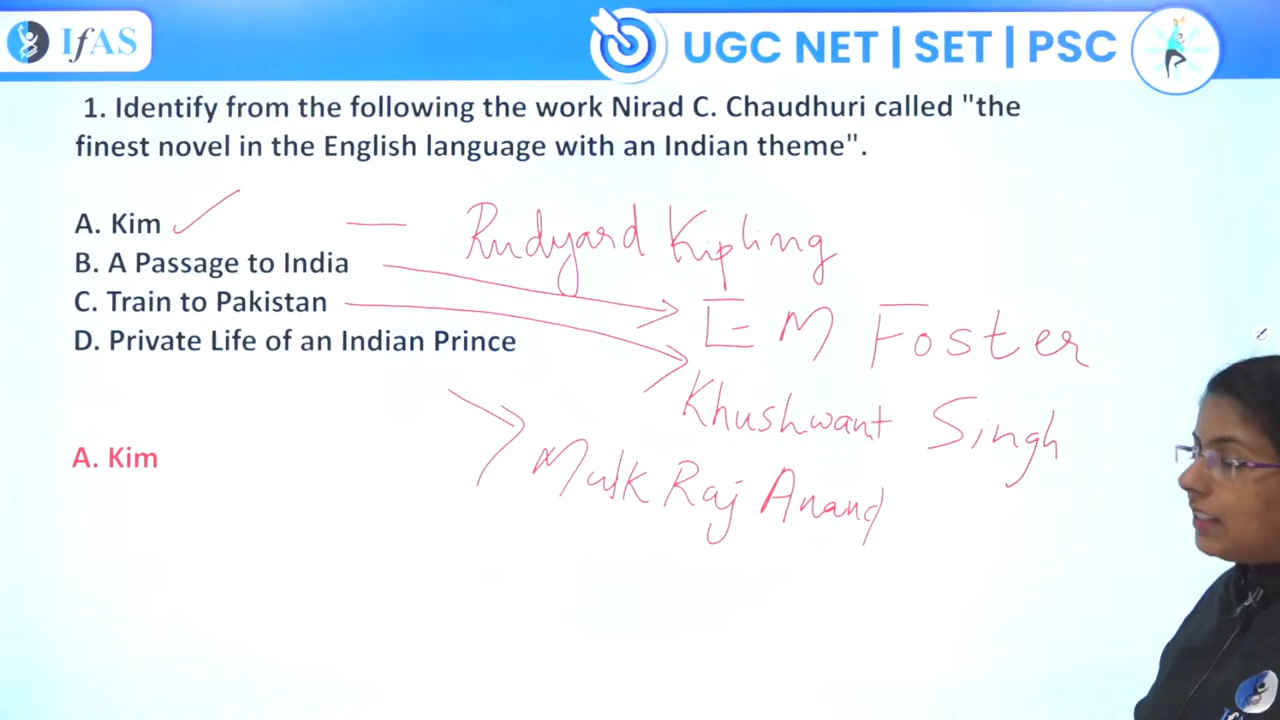 IfAS
UGC NET | SET | PSC
1. Identify from the following the work Nirad C. Chaudhuri called "the
finest novel in the English language with an Indian theme".
A. Kim
Rudyard Kipling
B. A Passage to India
C. Train to Pakistan
E M Foster
D. Private Life of an Indian Prince
Khushwant Singh
A. Kim
Mulk Raj Anand